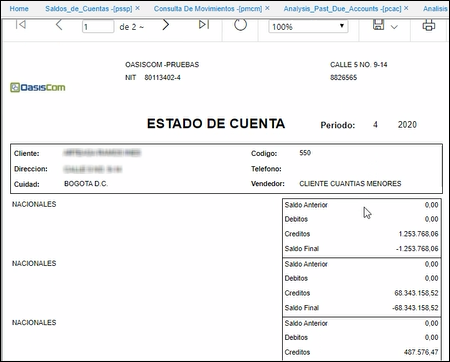 Home Saldos_de_Cuentas -[pssp] × Consulta De Movimientos -[pmcm] × Analysis_Past_Due_Accounts -[pcac] × Analisis
1 de 2 ~ 100%
OASISCOM -PRUEBAS CALLE 5 NO. 9-14
NIT 80113402-4 8826565
OasisCom
ESTADO DE CUENTA Periodo: 4 2020
Cliente: Codigo: 550
Direccion: Telefono:
Cuidad: BOGOTA D.C. Vendedor: CLIENTE CUANTIAS MENORES
NACIONALES Saldo Anterior 0,00
Debitos 0,00
Creditos 1.253.768,06
Saldo Final -1.253.768,06
NACIONALES Saldo Anterior 0,00
Debitos 0,00
Creditos 68.343.158,52
Saldo Final -68.343.158,52
NACIONALES Saldo Anterior 0,00
Debitos 0,00
Creditos 487.576,47